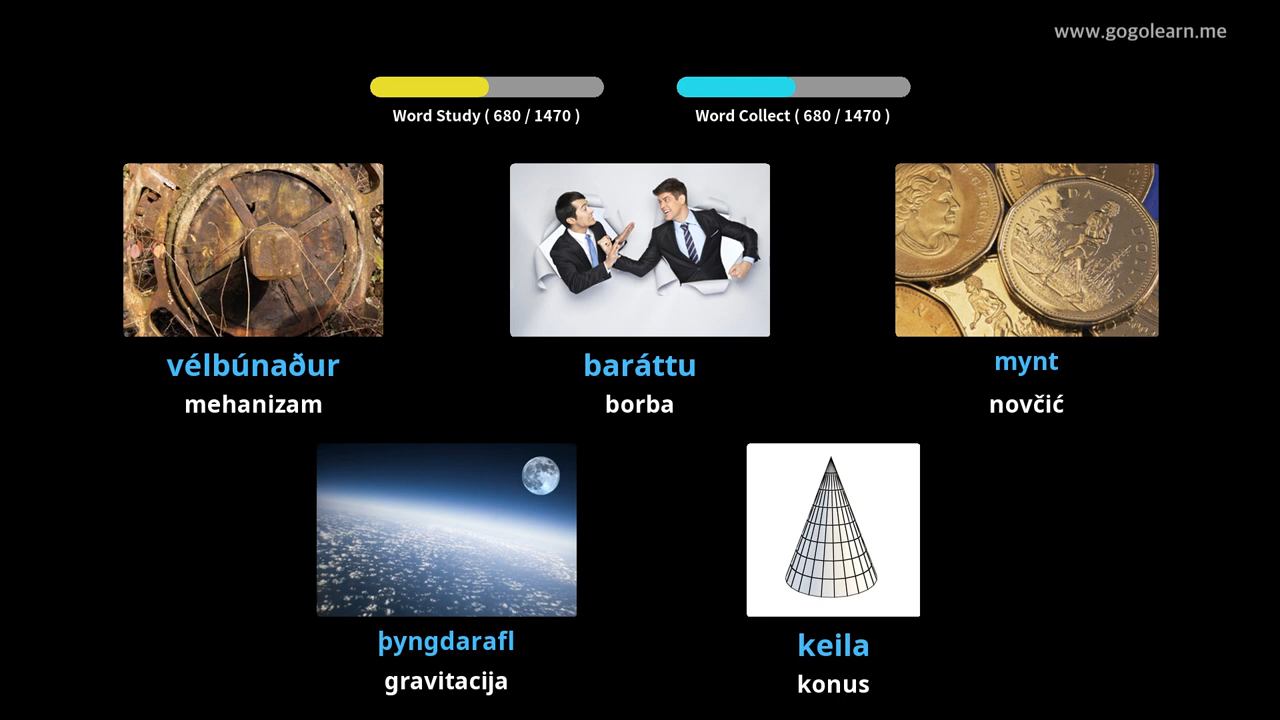 www.gogolearn.me
Word Study ( 680 / 1470 )
Word Collect ( 680 / 1470 )
vélbúnaður
mehanizam
baráttu
borba
mynt
novčić
þyngdarafl
gravitacija
keila
konus